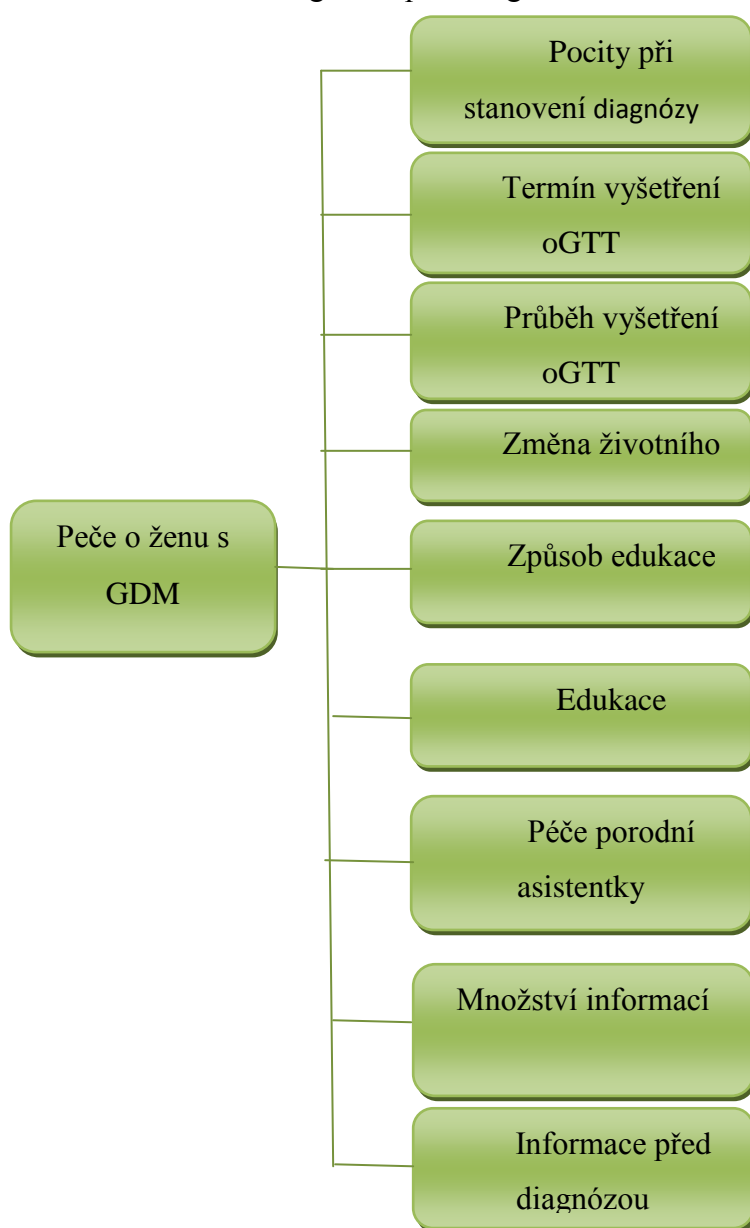 Pocity při
stanovení diagnózy
Termín vyšetření
oGTT
Průběh vyšetření
oGTT
Změna životního
Peče o ženu s
GDM
Způsob edukace
Edukace
Péče porodní
asistentky
Množství informací
Informace před
diagnózou